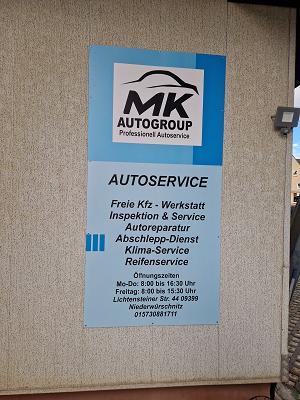 MK
AUTOGROUP
Professionell Autoservice
AUTOSERVICE
Freie Kfz - Werkstatt
Inspektion & Service
Autoreparatur
Abschlepp-Dienst
Klima-Service
Reifenservice
Öffnungszeiten
Mo-Do: 8:00 bis 16:30 Uhr
Freitag: 8:00 bis 15:30 Uhr
Lichtensteiner Str. 44 09399
Niederwürschnitz
015730881711